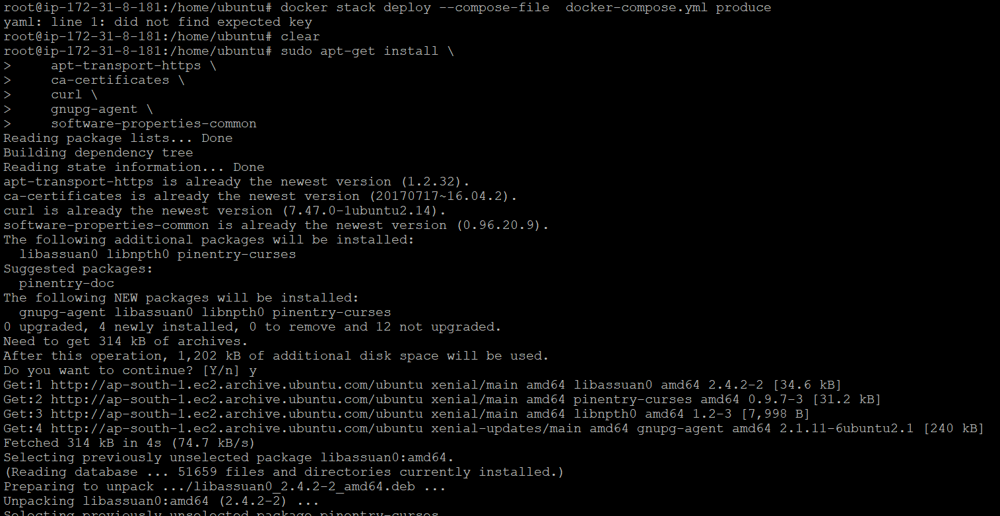 root@ip-172-31-8-181:/home/ubuntu# docker stack deploy --compose-file  docker-compose.yml produce
yaml: line 1: did not find expected key
root@ip-172-31-8-181:/home/ubuntu# clear
root@ip-172-31-8-181:/home/ubuntu# sudo apt-get install \
>     apt-transport-https \
>     ca-certificates \
>     curl \
>     gnupg-agent \
>     software-properties-common
Reading package lists... Done
Building dependency tree
Reading state information... Done
apt-transport-https is already the newest version (1.2.32).
ca-certificates is already the newest version (20170717~16.04.2).
curl is already the newest version (7.47.0-1ubuntu2.14).
software-properties-common is already the newest version (0.96.20.9).
The following additional packages will be installed:
  libassuan0 libnpth0 pinentry-curses
Suggested packages:
  pinentry-doc
The following NEW packages will be installed:
  gnupg-agent libassuan0 libnpth0 pinentry-curses
0 upgraded, 4 newly installed, 0 to remove and 12 not upgraded.
Need to get 314 kB of archives.
After this operation, 1,202 kB of additional disk space will be used.
Do you want to continue? [Y/n] y
Get:1 http://ap-south-1.ec2.archive.ubuntu.com/ubuntu xenial/main amd64 libassuan0 amd64 2.4.2-2 [34.6 kB]
Get:2 http://ap-south-1.ec2.archive.ubuntu.com/ubuntu xenial/main amd64 pinentry-curses amd64 0.9.7-3 [31.2 kB]
Get:3 http://ap-south-1.ec2.archive.ubuntu.com/ubuntu xenial/main amd64 libnpth0 amd64 1.2-3 [7,998 B]
Get:4 http://ap-south-1.ec2.archive.ubuntu.com/ubuntu xenial-updates/main amd64 gnupg-agent amd64 2.1.11-6ubuntu2.1 [240 kB]
Fetched 314 kB in 4s (74.7 kB/s)
Selecting previously unselected package libassuan0:amd64.
(Reading database ... 51659 files and directories currently installed.)
Preparing to unpack .../libassuan0_2.4.2-2_amd64.deb ...
Unpacking libassuan0:amd64 (2.4.2-2) ...
Selecting previously unselected package pinentry-curses.